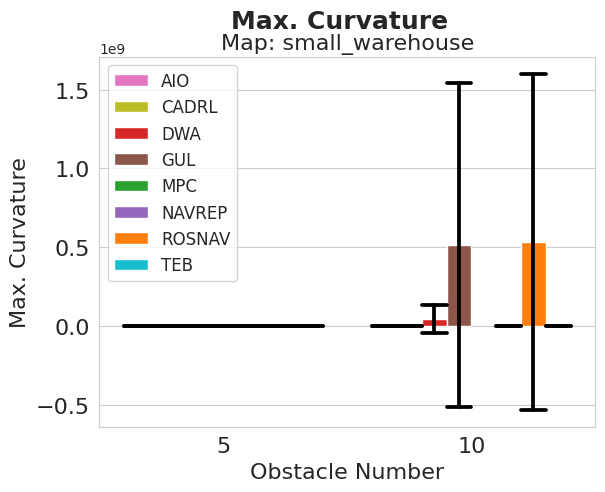 Max. Curvature
Map: small_warehouse
1e9
AIO
CADRL
DWA
GUL
MPC
NAVREP
ROSNAV
TEB
1.5
1.0
0.5
0.0
−0.5
Max. Curvature
5
10
Obstacle Number